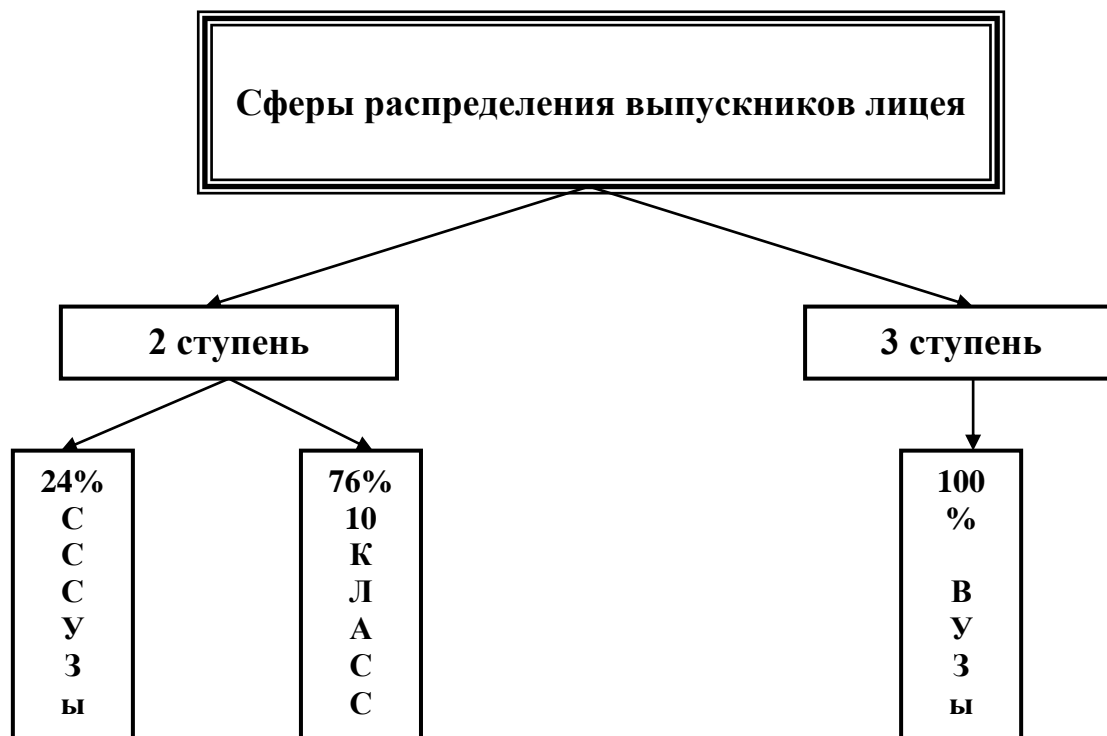 Сферы распределения выпускников лицея
2 ступень
3 ступень
24%
С
С
С
У
З
ы
76%
10
К
Л
А
С
С
100
%
В
У
З
ы